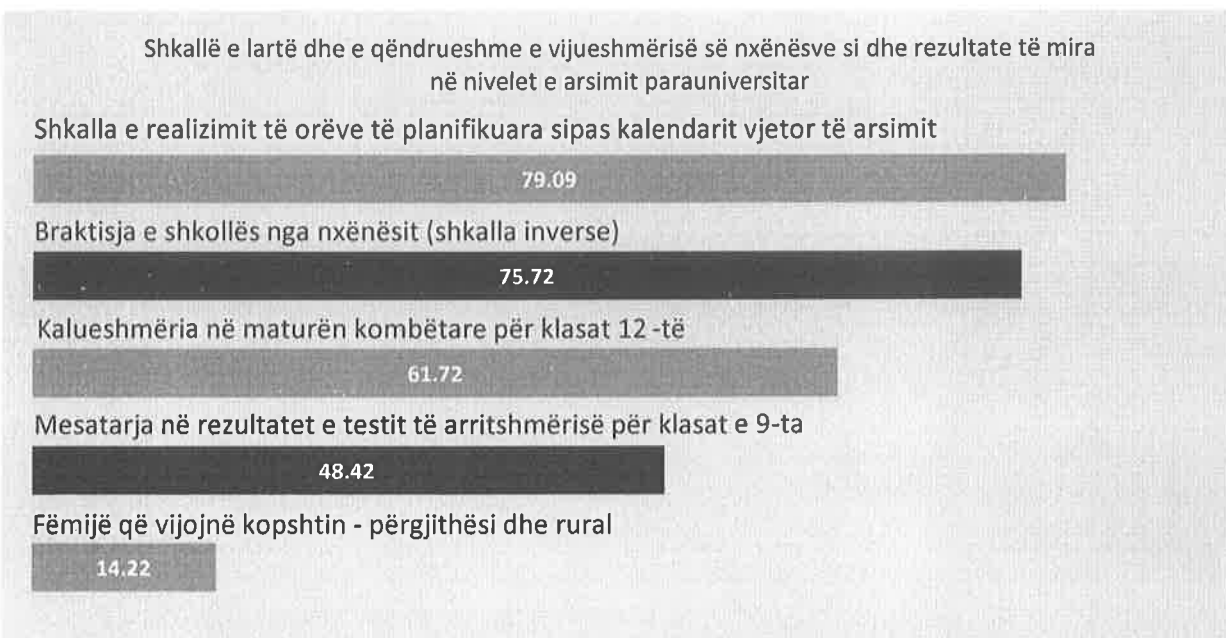 Shkallë e lartë dhe e qëndrueshme e vijueshmërisë së nxënësve si dhe rezultate të mira
në nivelet e arsimit parauniversitar
Shkalla e realizimit të orëve të planifikuara sipas kalendarit vjetor të arsimit
79.09
Braktisja e shkollës nga nxënësit (shkalla inverse)
75.72
Kalueshmëria në maturën kombëtare për klasat 12 -të
61.72
Mesatarja në rezultatet e testit të arritshmërisë për klasat e 9-ta
48.42
Fëmijë që vijojnë kopshtin - përgjithësi dhe rural
14.22